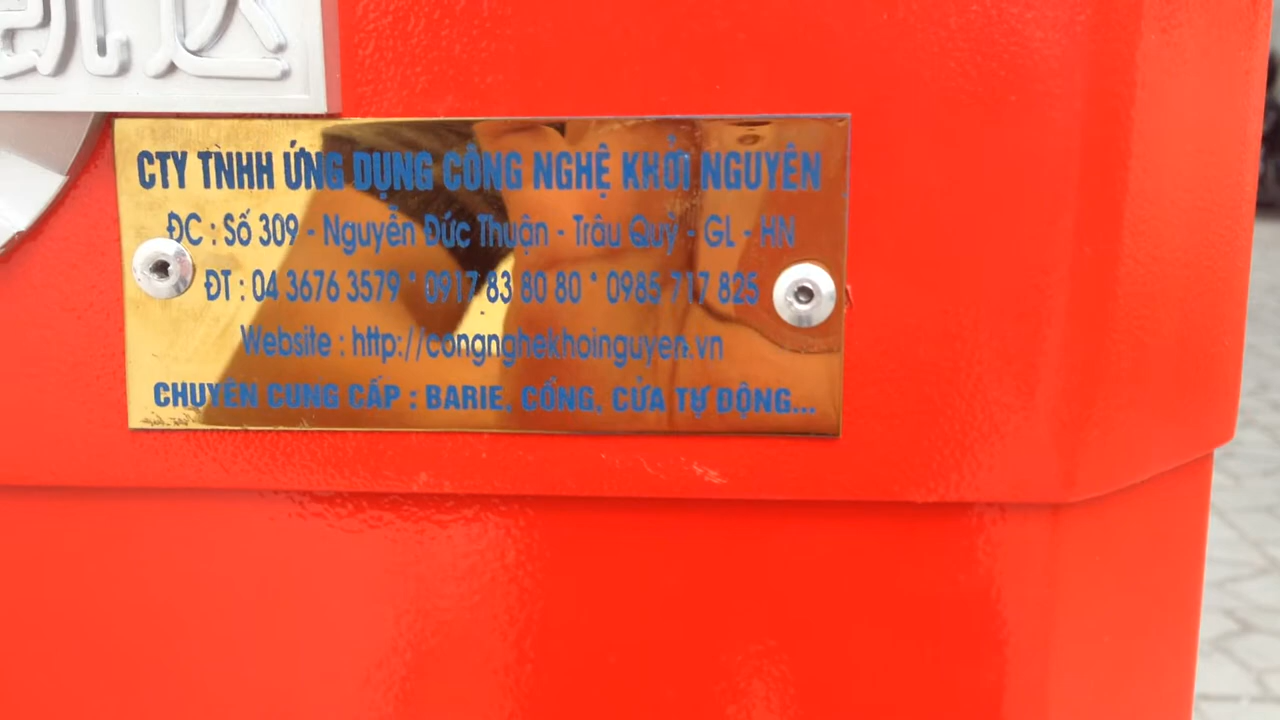 CTY TNHH ỨNG DỤNG CÔNG NGHỆ KHỞI NGUYÊN
ĐC : Số 309 - Nguyễn Đức Thuận - Trâu Quỳ - GL - HN
ĐT : 04 3676 3579 * 0917 83 80 80 * 0985 717 825
Website : http://congnghekhoinguyen.vn
CHUYÊN CUNG CẤP : BARIE, CỔNG, CỬA TỰ ĐỘNG...